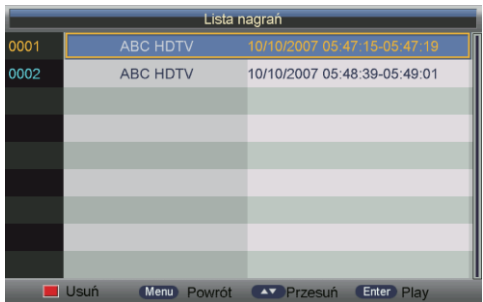 Lista nagrań
0001 ABC HDTV 10/10/2007 05:47:15-05:47:19
0002 ABC HDTV 10/10/2007 05:48:39-05:49:01
Usuń Menu Powrót ▲▼ Przesuń Enter Play